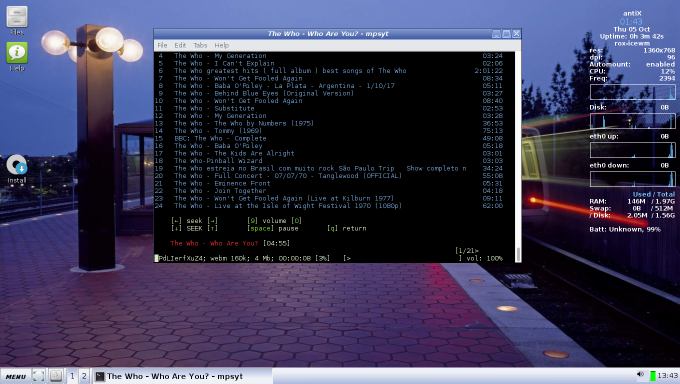 The Who - Who Are You? - mpsyt
File Edit Tabs Help
4 The Who - My Generation 03:24
5 The Who - I Can't Explain 02:06
6 The Who greatest hits ( full album ) best songs of The Who 2:01:22
7 The Who - Won't Get Fooled Again 08:34
8 The Who - Baba O'Riley - La Plata - Argentina - 1/10/17 05:11
9 The Who - Behind Blue Eyes [Original Version] 03:27
10 The Who - Won't Get Fooled Again 08:40
11 The Who - Substitute 02:53
12 The Who - My Generation 03:28
13 The Who - The Who by Numbers (1975) 36:53
14 The Who - Tommy (1969) 75:13
15 BBC: The Who - Complete 49:08
16 The Who - Baba O'Riley 05:18
17 The Who - The Kids Are Alright 03:01
18 The Who-Pinball Wizard 03:03
19 The Who estreia no Brasil com muito rock São Paulo Trip Show completo n 34:24
20 The Who - Full Concert - 07/07/70 - Tanglewood (OFFICIAL) 55:08
21 The Who - Eminence Front 05:31
22 The Who - Join Together 04:18
23 The Who - Won't Get Fooled Again (Live at Kilburn 1977) 09:11
24 The Who - Live at the Isle of Wight Festival 1970 (1080p) 62:00
[←] seek [→] [9] volume [0]
[↓] SEEK [↑] [space] pause [q] return
The Who - Who Are You? [04:55]
[1/21>
PdLIerfXuZ4; webm 160k; 4 Mb; 00:00:08 [3%] [> ] vol: 100%
Files
Help
Install
antiX
01:43
Thu 05 Oct
Uptime: 0h 3m 42s
rox-icewm
res: 1360x768
dpi: 96
Automount: enabled
CPU: 12%
Freq: 2394
Disk: 0B
eth0 up: 0B
eth0 down: 0B
Used / Total
RAM: 146M / 1.97G
Swap: 0B / 512M
/ Disk: 2.05M / 1.56G
Batt: Unknown, 99%
MENU 1 2 The Who - Who Are You? - mpsyt 13:43